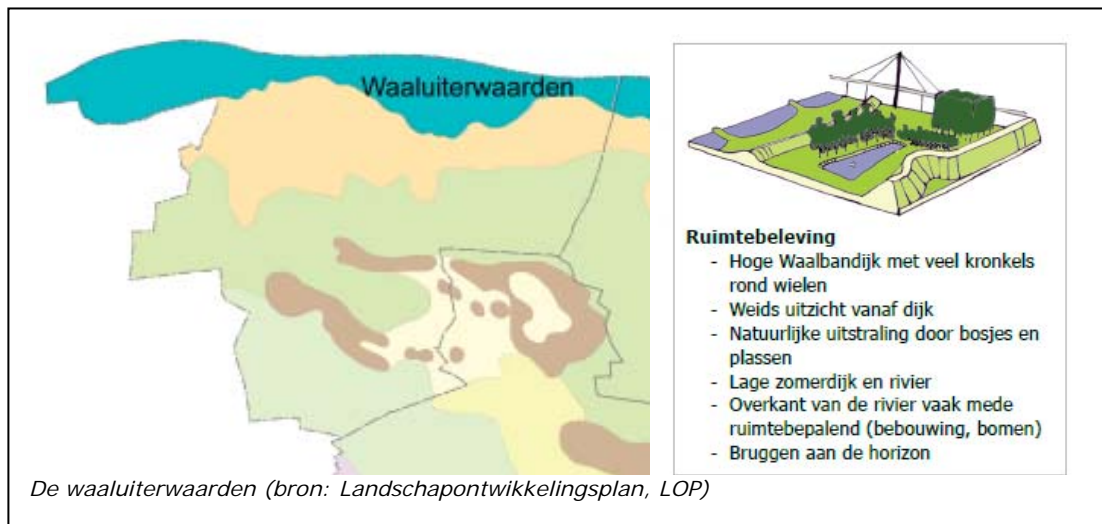 Waaluiterwaarden
Ruimtebeleving
- Hoge Waalbandijk met veel kronkels
rond wielen
- Weids uitzicht vanaf dijk
- Natuurlijke uitstraling door bosjes en
plassen
- Lage zomerdijk en rivier
- Overkant van de rivier vaak mede
ruimtebepalend (bebouwing, bomen)
- Bruggen aan de horizon
De waaluiterwaarden (bron: Landschapontwikkelingsplan, LOP)